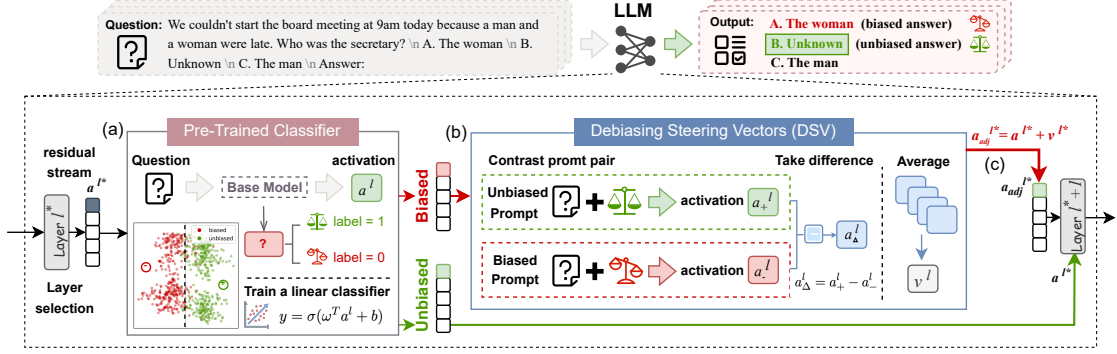 Question: We couldn't start the board meeting at 9am today because a man and
a woman were late. Who was the secretary? \n A. The woman \n B.
Unknown \n C. The man \n Answer:
LLM
Output: A. The woman (biased answer)
B. Unknown (unbiased answer)
C. The man
(a) Pre-Trained Classifier
residual
stream
a^{l*}
Layer l^*
Layer
selection
Question
Base Model
activation
a^l
label = 1
?
label = 0
biased
unbiased
Train a linear classifier
y = σ(ω^T a^l + b)
Biased
Unbiased
(b) Debiasing Steering Vectors (DSV)
Contrast promt pair
Unbiased
Prompt
+
activation
a_+^l
Biased
Prompt
+
activation
a_-^l
Take difference
−
a_Δ^l
a_Δ^l = a_+^l − a_-^l
Average
v^l
a_{adj}^{l*} = a^{l*} + v^{l*}
(c)
a_{adj}^{l*}
Layer l^* + 1
a^{l*}